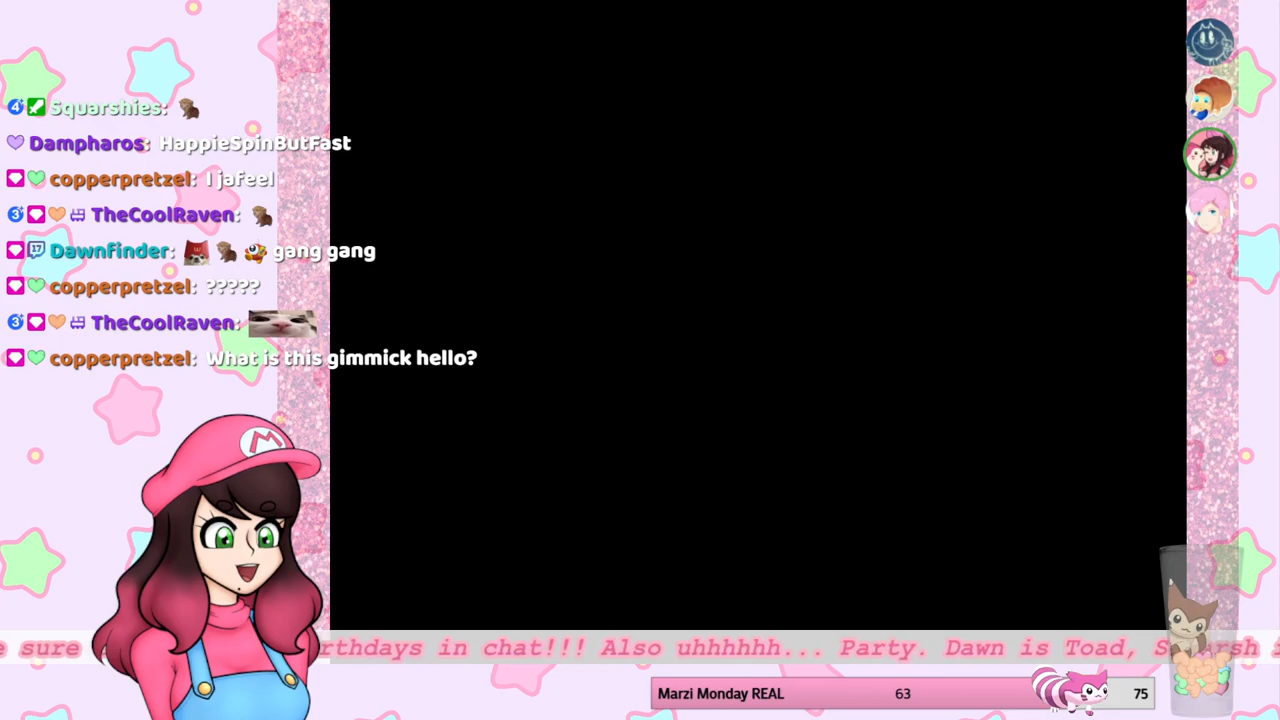 Squarshies:
Dampharos: HappieSpinButFast
copperpretzel: I jafeel
TheCoolRaven:
17 Dawnfinder: gang gang
copperpretzel: ?????
TheCoolRaven:
copperpretzel: What is this gimmick hello?
M
sure rthdays in chat!!! Also uhhhhhh... Party. Dawn is Toad,
Marzi Monday REAL 63 75